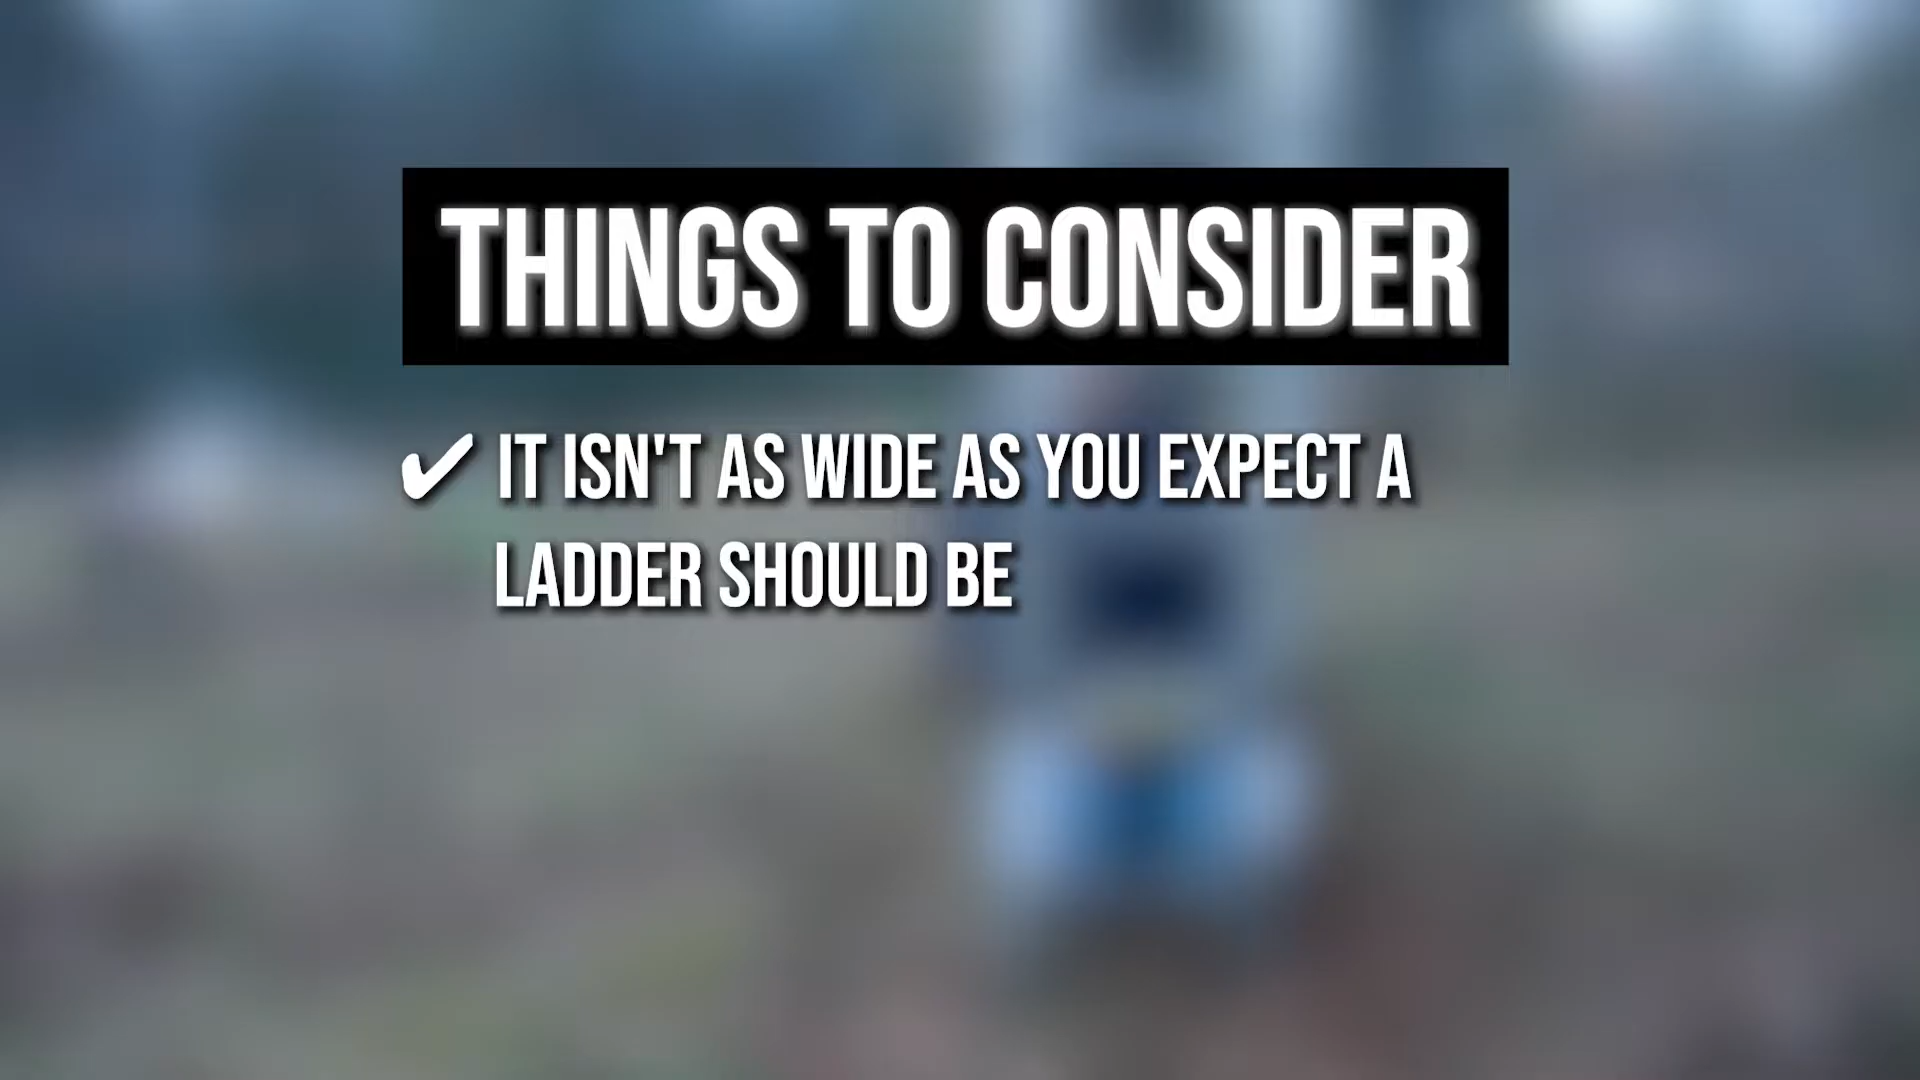 THINGS TO CONSIDER
✔ IT ISN'T AS WIDE AS YOU EXPECT A
LADDER SHOULD BE